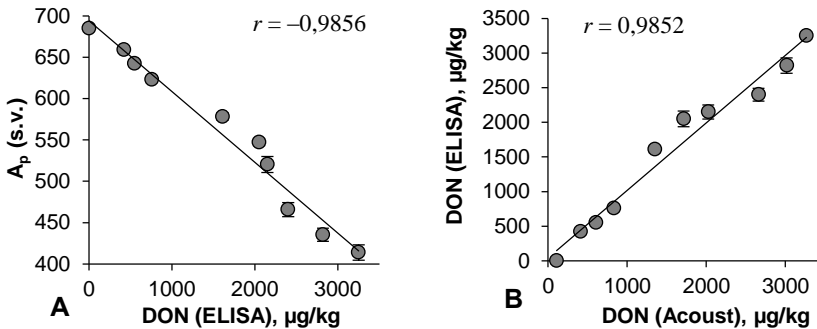 r = –0,9856
700
650
600
550
500
450
400
A_p (s.v.)
0
1000
2000
3000
DON (ELISA), µg/kg
A
r = 0,9852
3500
3000
2500
2000
1500
1000
500
0
DON (ELISA), µg/kg
0
1000
2000
3000
DON (Acoust), µg/kg
B